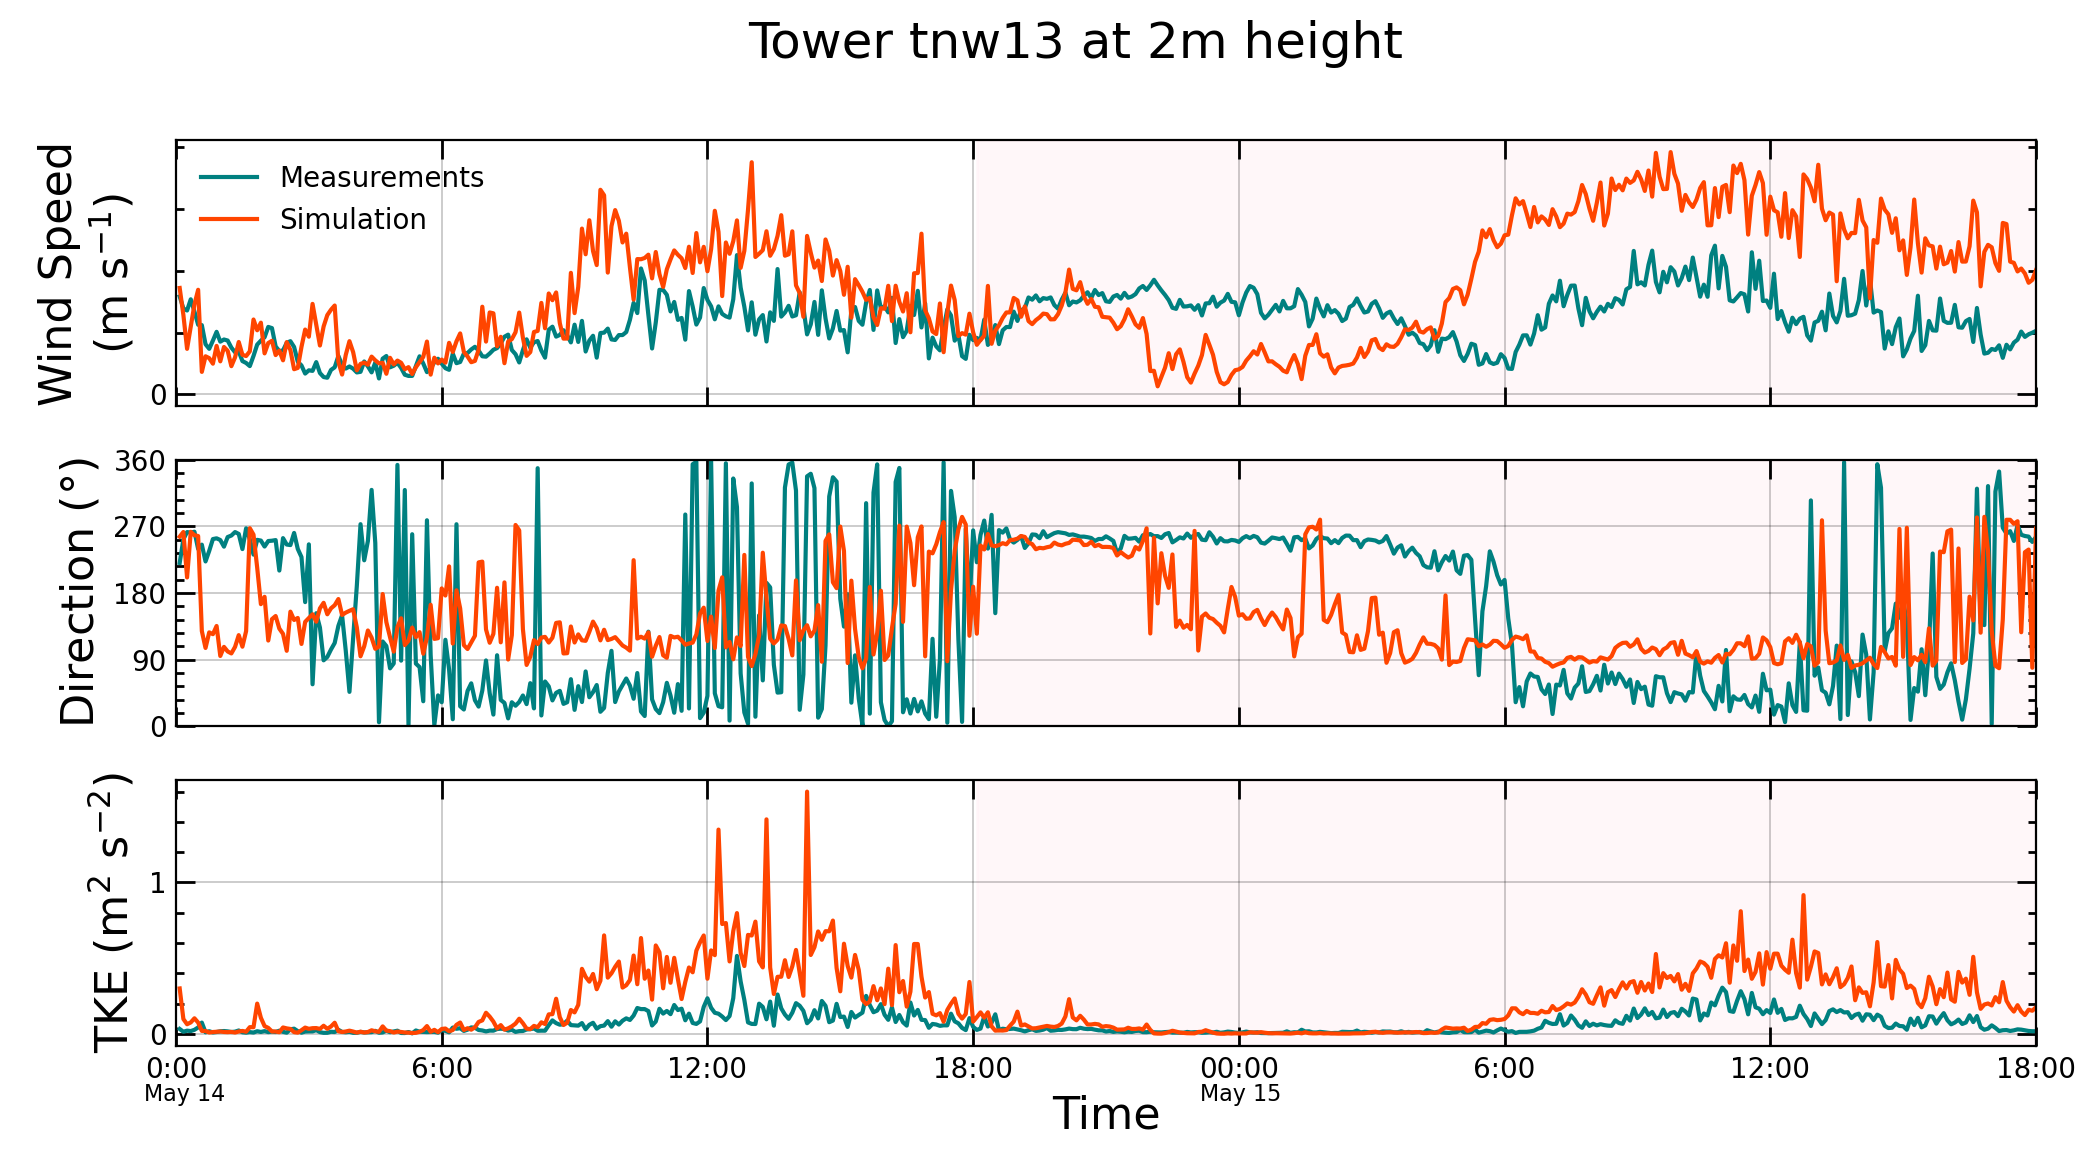 Tower tnw13 at 2m height
Wind Speed
(m s⁻¹)
Measurements
Simulation
0
Direction (°)
360
270
180
90
0
TKE (m² s⁻²)
1
0
0:00 6:00 12:00 18:00 00:00 6:00 12:00 18:00
May 14 May 15
Time